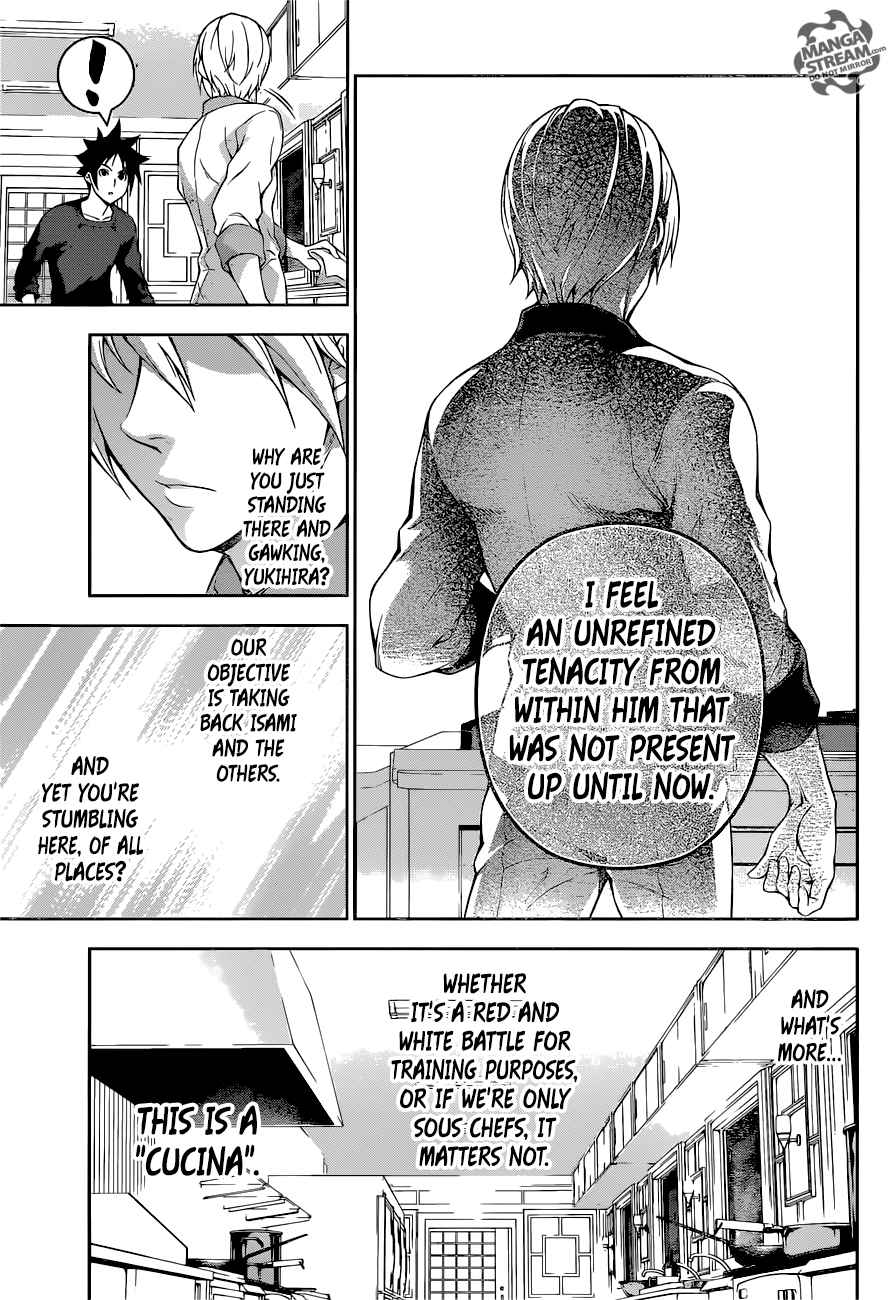 MANGA
STREAM.com
DO NOT MIRROR
I FEEL
AN UNREFINED
TENACITY FROM
WITHIN HIM THAT
WAS NOT PRESENT
UP UNTIL NOW.
!
WHY ARE
YOU JUST
STANDING
THERE AND
GAWKING,
YUKIHIRA?
OUR
OBJECTIVE
IS TAKING
BACK ISAMI
AND THE
OTHERS.
AND
YET YOU'RE
STUMBLING
HERE, OF ALL
PLACES?
AND
WHAT'S
MORE...
WHETHER
IT'S A RED AND
WHITE BATTLE FOR
TRAINING PURPOSES,
OR IF WE'RE ONLY
SOUS CHEFS, IT
MATTERS NOT.
THIS IS A
"CUCINA".